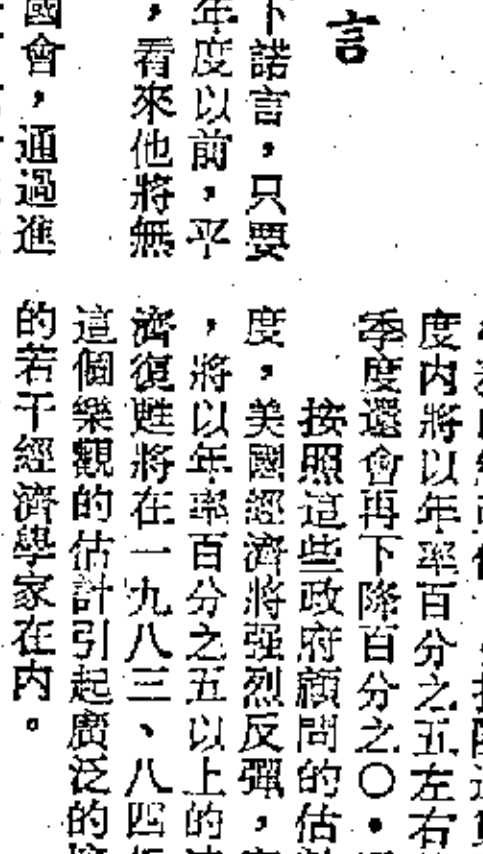 言
下諾言，只要
年度以前，平
，看來他將無
國會，通過進
度内將以年率百分之五左右
季度還會再下降百分之〇・
按照這些政府顧問的估
度，美國經濟將强烈反彈，
，將以年率百分之五以上的
濟復甦將在一九八三、八四
這個樂觀的估計引起廣泛的
的若干經濟學家在内。